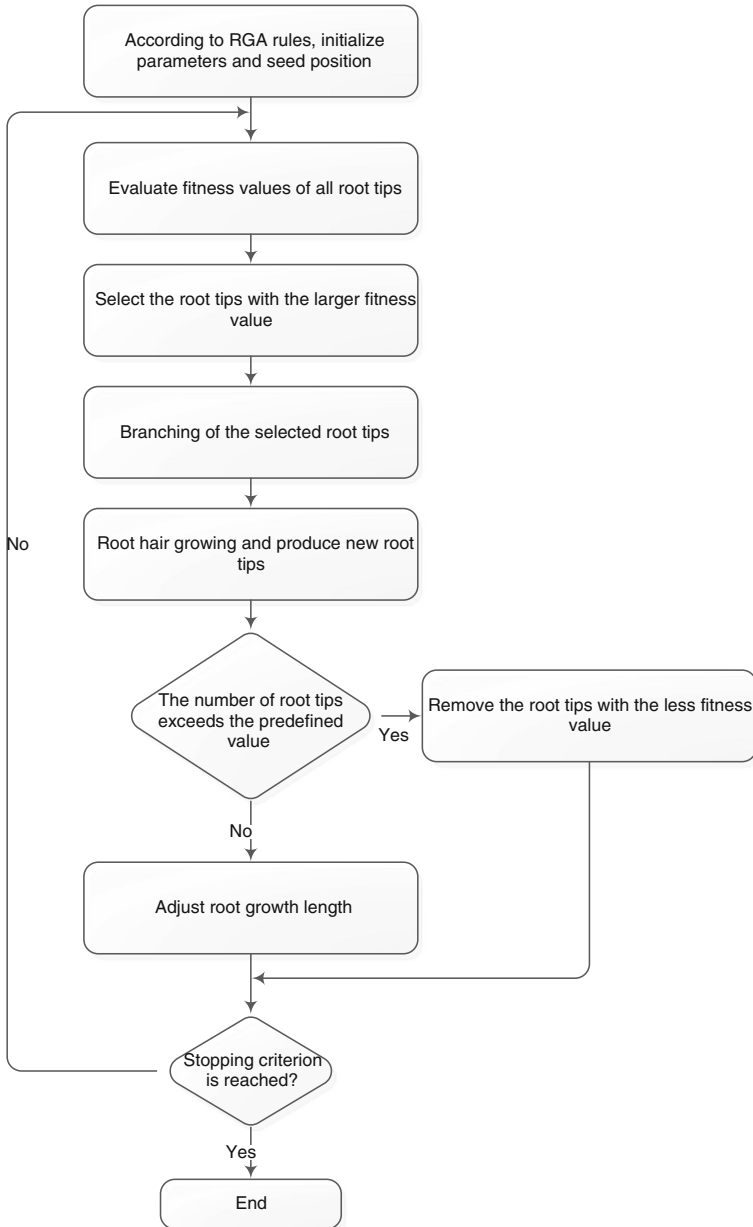 According to RGA rules, initialize
parameters and seed position
Evaluate fitness values of all root tips
Select the root tips with the larger fitness
value
Branching of the selected root tips
Root hair growing and produce new root
tips
No
The number of root tips
exceeds the predefined
value
Yes
Remove the root tips with the less fitness
value
No
Adjust root growth length
Stopping criterion
is reached?
Yes
End